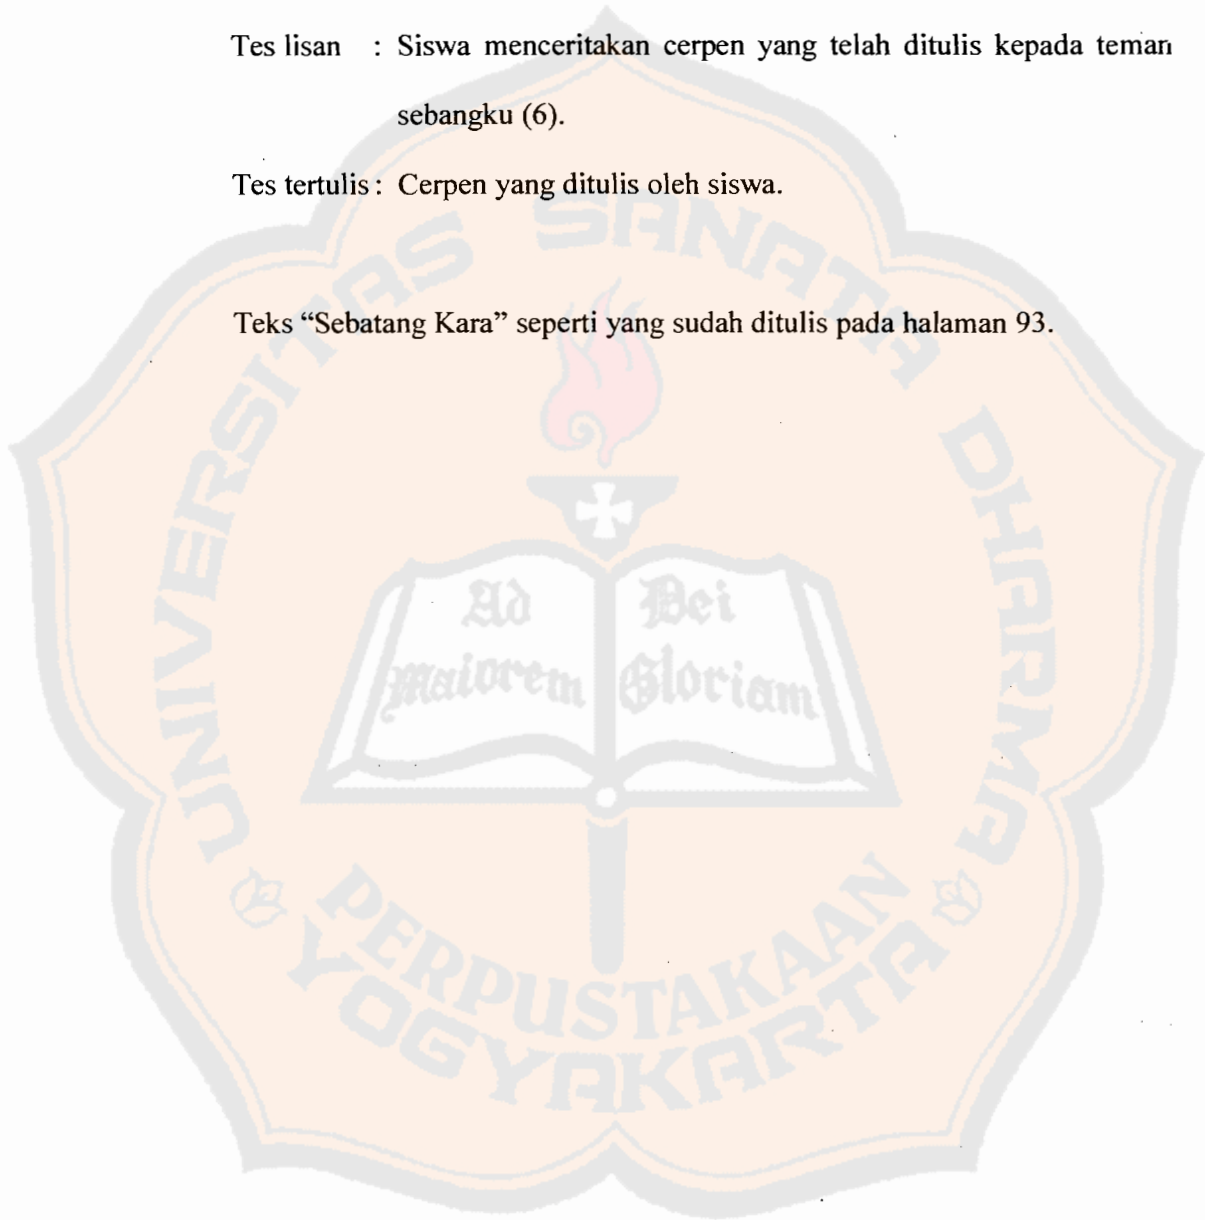 Tes lisan : Siswa menceritakan cerpen yang telah ditulis kepada teman
sebangku (6).
Tes tertulis : Cerpen yang ditulis oleh siswa.
Teks “Sebatang Kara” seperti yang sudah ditulis pada halaman 93.
UNIVERSITAS SANATA DHARMA
Ad Dei
maiorem Gloriam
PERPUSTAKAAN
YOGYAKARTA